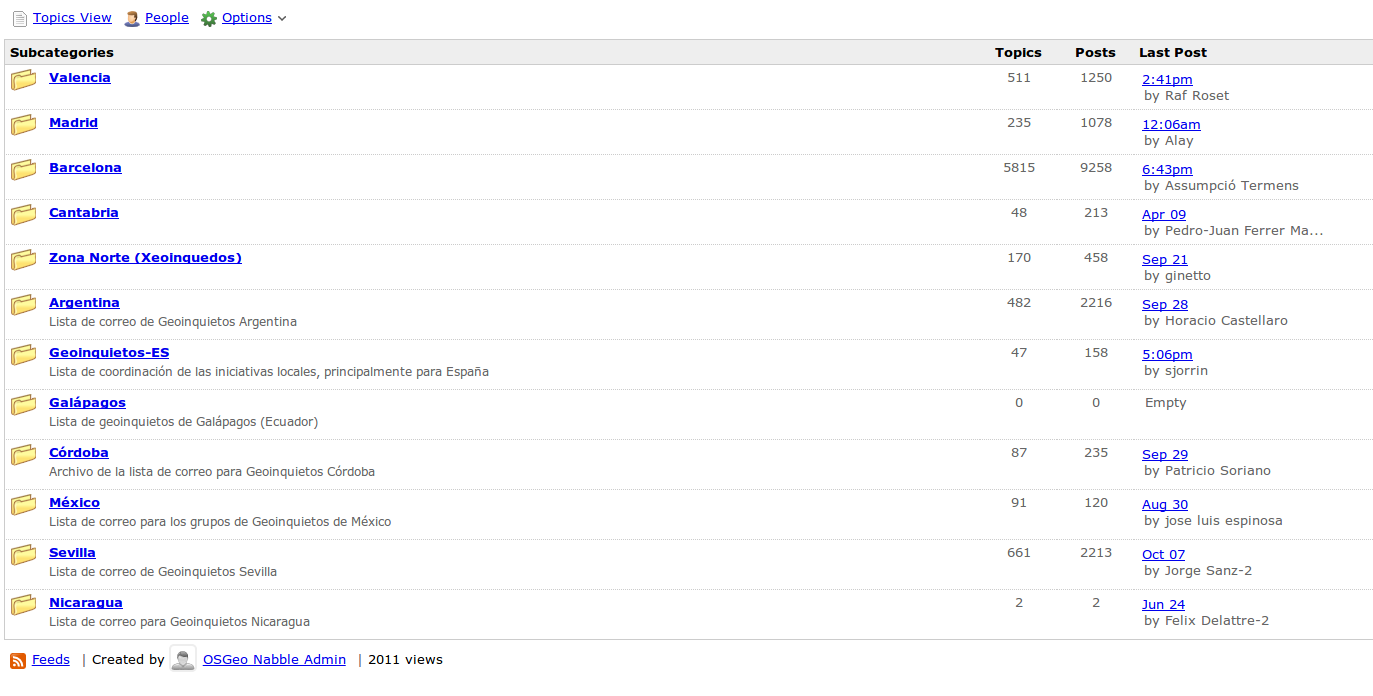 Topics View People Options
Subcategories Topics Posts Last Post
Valencia 511 1250 2:41pm
by Raf Roset
Madrid 235 1078 12:06am
by Alay
Barcelona 5815 9258 6:43pm
by Assumpció Termens
Cantabria 48 213 Apr 09
by Pedro-Juan Ferrer Ma...
Zona Norte (Xeoinquedos) 170 458 Sep 21
by ginetto
Argentina 482 2216 Sep 28
Lista de correo de Geoinquietos Argentina by Horacio Castellaro
Geoinquietos-ES 47 158 5:06pm
Lista de coordinación de las iniciativas locales, principalmente para España by sjorrin
Galápagos 0 0 Empty
Lista de geoinquietos de Galápagos (Ecuador)
Córdoba 87 235 Sep 29
Archivo de la lista de correo para Geoinquietos Córdoba by Patricio Soriano
México 91 120 Aug 30
Lista de correo para los grupos de Geoinquietos de México by jose luis espinosa
Sevilla 661 2213 Oct 07
Lista de correo de Geoinquietos Sevilla by Jorge Sanz-2
Nicaragua 2 2 Jun 24
Lista de correo para Geoinquietos Nicaragua by Felix Delattre-2
Feeds | Created by OSGeo Nabble Admin | 2011 views